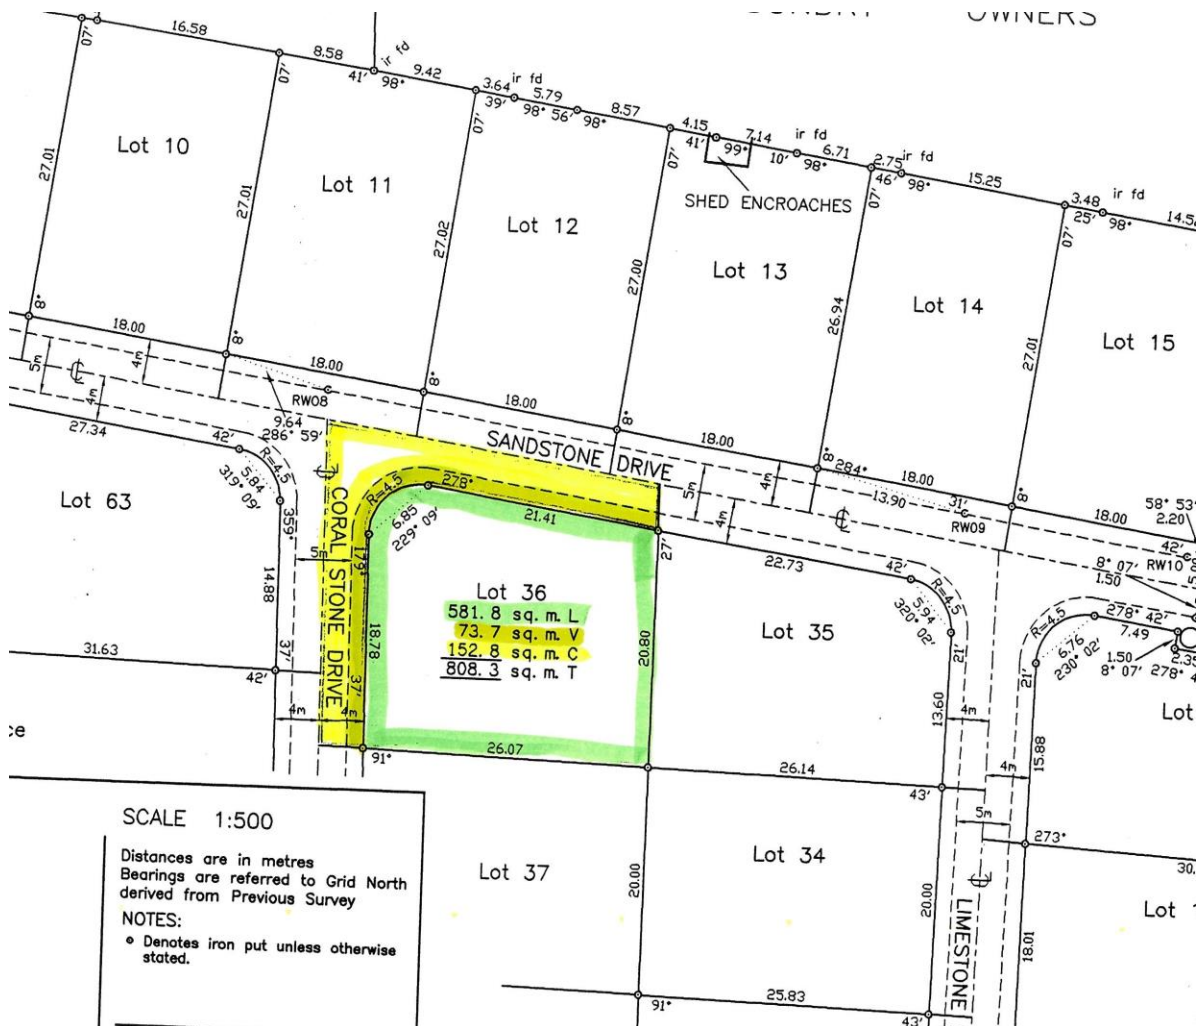 OWNERS
07'
16.58
07'
8.58
41'
ir fd
98°
9.42
07'
3.64
39'
ir fd
98°
5.79
56'
98°
8.57
07'
4.15
41'
99°
7.14
10'
ir fd
98°
6.71
07'
2.75
46'
ir fd
98°
15.25
07'
3.48
25'
ir fd
98°
SHED ENCROACHES
Lot 10
Lot 11
Lot 12
Lot 13
Lot 14
Lot 15
27.01
27.01
27.02
27.00
26.94
27.01
8°
18.00
8°
18.00
8°
18.00
8°
18.00
8°
284°
18.00
8°
18.00
5m
4m
4m
27.34
9.64
286° 59'
RW08
SANDSTONE DRIVE
5m
4m
4m
13.90
31'
RW09
58° 53'
2.20
42'
RW10
8° 07'
1.50
Lot 63
42'
R=4.5
5.84
319° 09'
359°
14.88
37'
31.63
42'
5m
4m
4m
CORAL STONE DRIVE
R=4.5
6.85
229° 09'
278°
21.41
27'
179°
18.78
37'
Lot 36
581.8 sq. m. L
73.7 sq. m. V
152.8 sq. m. C
808.3 sq. m. T
20.80
91°
26.07
22.73
42'
R=4.5
5.94
320° 02'
21'
13.60
Lot 35
26.14
43'
4m
4m
5m
R=4.5
6.76
230° 02'
21'
278° 42'
7.49
1.50
8° 07'
2.35
278°
15.88
273°
Lot
SCALE 1:500
Distances are in metres
Bearings are referred to Grid North
derived from Previous Survey
NOTES:
Denotes iron put unless otherwise
stated.
Lot 37
20.00
Lot 34
20.00
91°
25.83
43'
LIMESTONE
18.01
Lot